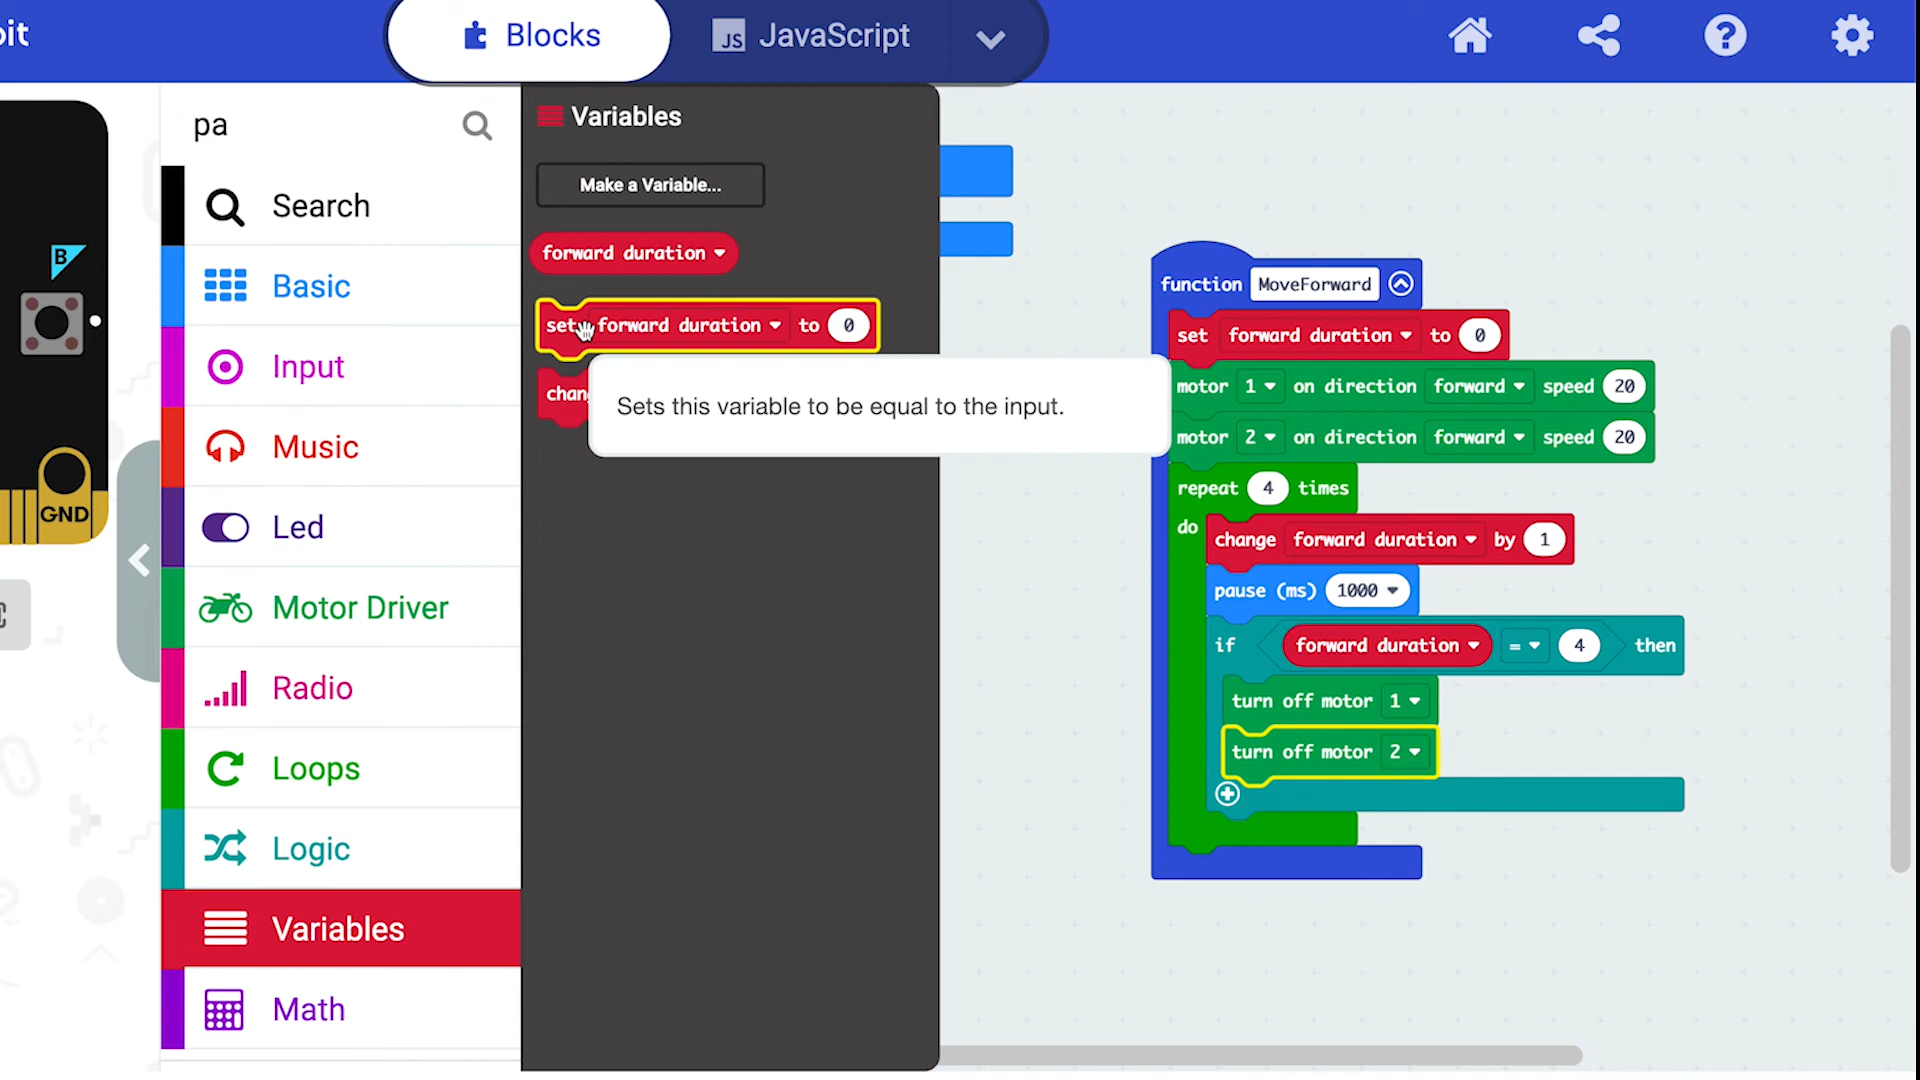 oit
Blocks
JS JavaScript
pa
Search
Basic
Input
Music
Led
Motor Driver
Radio
Loops
Logic
Variables
Math
B
GND
Variables
Make a Variable...
forward duration
set forward duration to 0
chang
Sets this variable to be equal to the input.
function MoveForward
set forward duration to 0
motor 1 on direction forward speed 20
motor 2 on direction forward speed 20
repeat 4 times
do
change forward duration by 1
pause (ms) 1000
if forward duration = 4 then
turn off motor 1
turn off motor 2